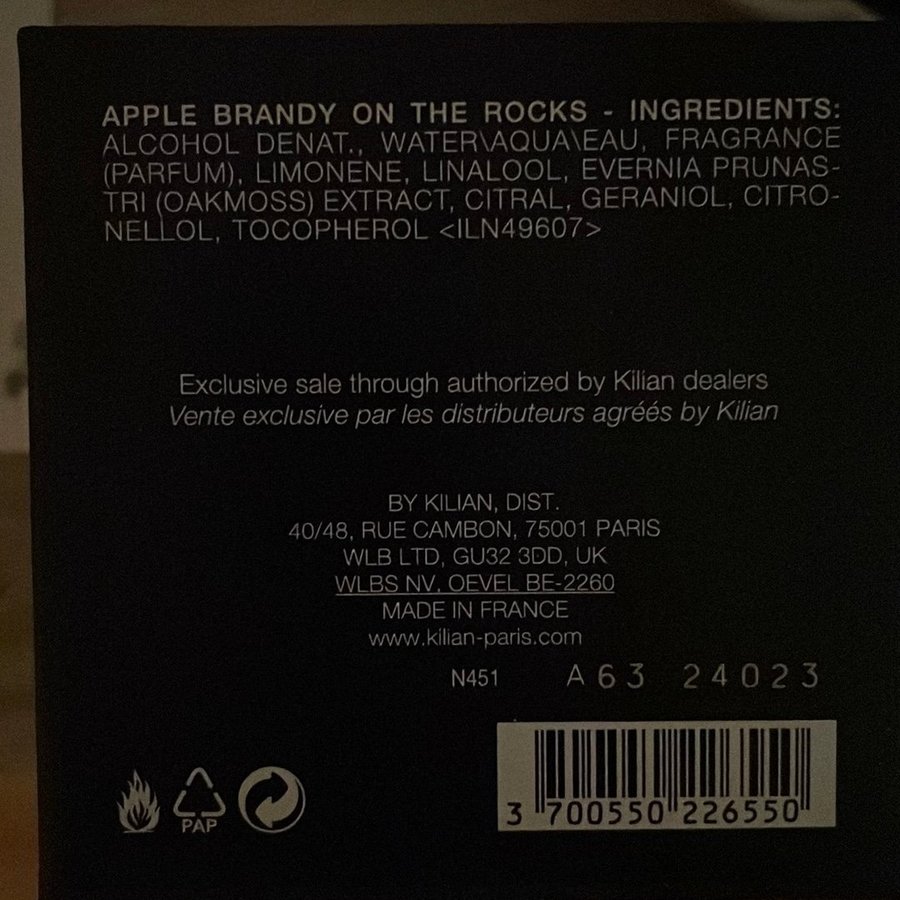 APPLE BRANDY ON THE ROCKS - INGREDIENTS:
ALCOHOL DENAT., WATER\AQUA\EAU, FRAGRANCE
(PARFUM), LIMONENE, LINALOOL, EVERNIA PRUNAS-
TRI (OAKMOSS) EXTRACT, CITRAL, GERANIOL, CITRO-
NELLOL, TOCOPHEROL <ILN49607>
Exclusive sale through authorized by Kilian dealers
Vente exclusive par les distributeurs agréés by Kilian
BY KILIAN, DIST.
40/48, RUE CAMBON, 75001 PARIS
WLB LTD, GU32 3DD, UK
WLBS NV, OEVEL BE-2260
MADE IN FRANCE
www.kilian-paris.com
N451 A63 24023
PAP
3 700550 226550